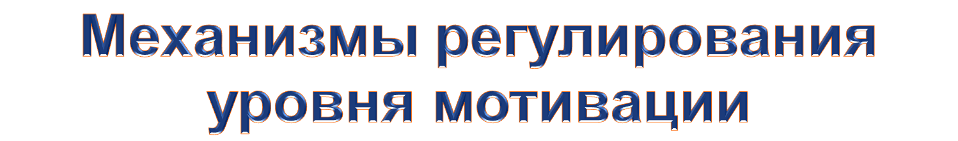 Механизмы регулирования
уровня мотивации